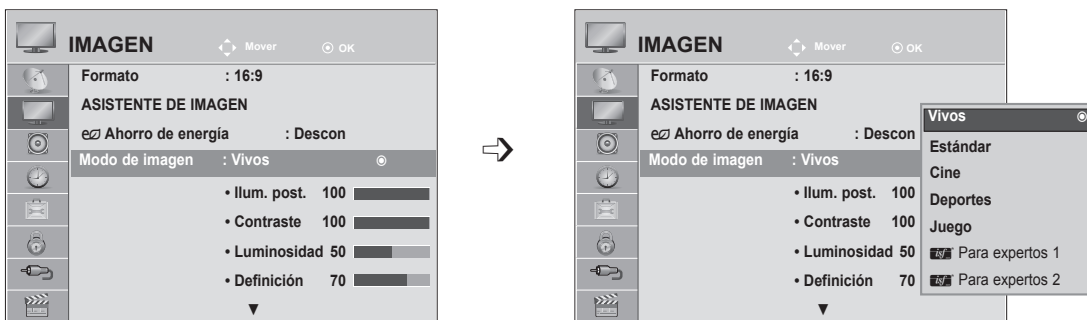 IMAGEN Mover OK
Formato : 16:9
ASISTENTE DE IMAGEN
Ahorro de energía : Descon
Modo de imagen : Vivos
• Ilum. post. 100
• Contraste 100
• Luminosidad 50
• Definición 70
IMAGEN Mover OK
Formato : 16:9
ASISTENTE DE IMAGEN
Ahorro de energía : Descon
Modo de imagen : Vivos
• Ilum. post. 100
• Contraste 100
• Luminosidad 50
• Definición 70
Vivos
Estándar
Cine
Deportes
Juego
isf Para expertos 1
isf Para expertos 2